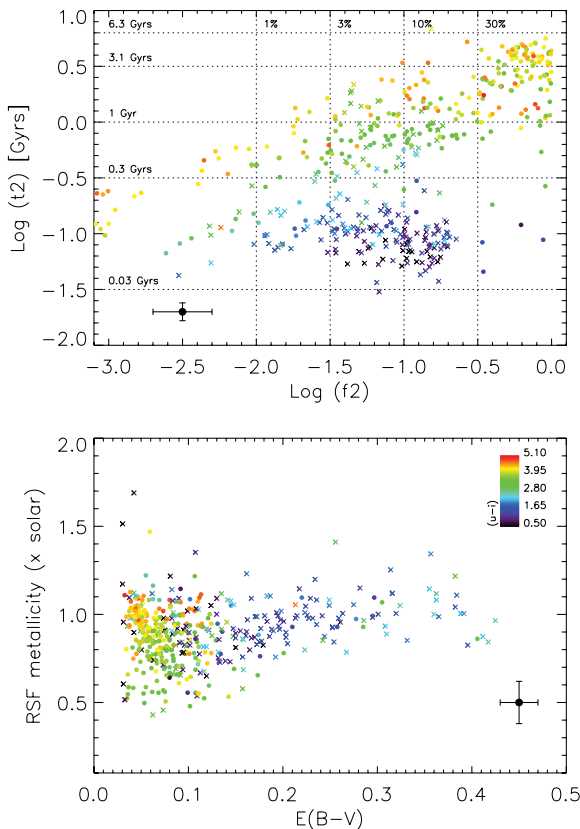 1.0
0.5
0.0
−0.5
−1.0
−1.5
−2.0
Log (t2) [Gyrs]
6.3 Gyrs
1%
3%
10%
30%
3.1 Gyrs
1 Gyr
0.3 Gyrs
0.03 Gyrs
−3.0 −2.5 −2.0 −1.5 −1.0 −0.5 0.0
Log (f2)
2.0
1.5
1.0
0.5
RSF metallicity (x solar)
5.10
3.95
2.80
1.65
0.50
(u−i)
0.0 0.1 0.2 0.3 0.4 0.5
E(B−V)